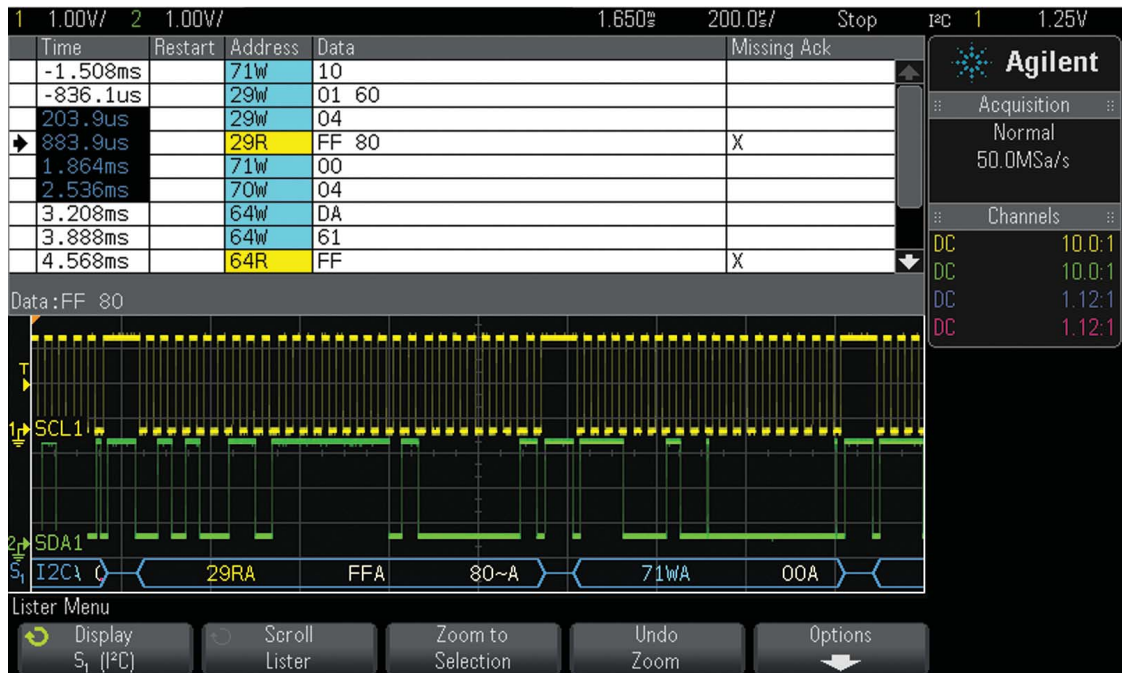 1 1.00V/ 2 1.00V/ 1.650ms 200.0us/ Stop I²C 1 1.25V
Time Restart Address Data Missing Ack
-1.508ms 71W 10
-836.1us 29W 01 60
203.9us 29W 04
883.9us 29R FF 80 X
1.864ms 71W 00
2.536ms 70W 04
3.208ms 64W DA
3.888ms 64W 61
4.568ms 64R FF X
Data:FF 80
Agilent
Acquisition
Normal
50.0MSa/s
Channels
DC 10.0:1
DC 10.0:1
DC 1.12:1
DC 1.12:1
T
1 SCL1
2 SDA1
S₁ I2C 29RA FFA 80~A 71WA 00A
Lister Menu
Display
S₁ (I²C)
Scroll
Lister
Zoom to
Selection
Undo
Zoom
Options